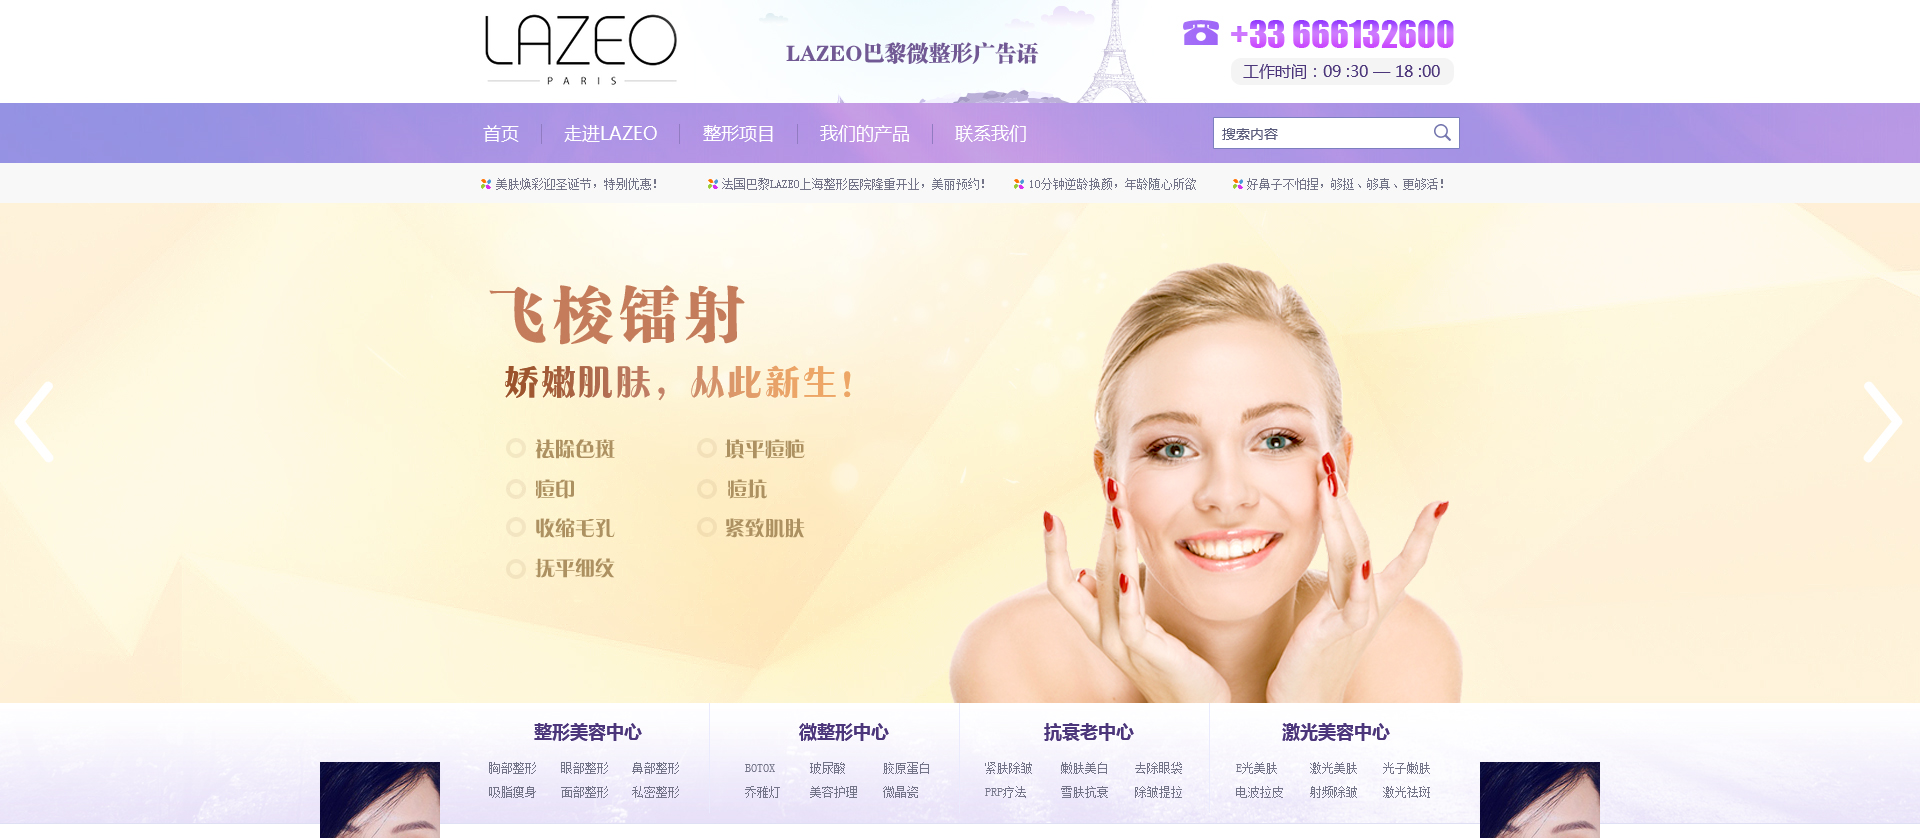 LAZEO
PARIS
LAZEO巴黎微整形广告语
+33 666132600
工作时间：09 :30 — 18 :00
首页 走进LAZEO 整形项目 我们的产品 联系我们
搜索内容
美肤焕彩迎圣诞节，特别优惠！ 法国巴黎LAZEO上海整形医院隆重开业，美丽预约！ 10分钟逆龄换颜，年龄随心所欲 好鼻子不怕捏，够挺、够真、更够活！
飞梭镭射
娇嫩肌肤，从此新生！
祛除色斑 填平痘疤
痘印 痘坑
收缩毛孔 紧致肌肤
抚平细纹
整形美容中心 微整形中心 抗衰老中心 激光美容中心
胸部整形 眼部整形 鼻部整形 BOTOX 玻尿酸 胶原蛋白 紧肤除皱 嫩肤美白 去除眼袋 E光美肤 激光美肤 光子嫩肤
吸脂瘦身 面部整形 私密整形 乔雅灯 美容护理 微晶瓷 PRP疗法 雪肤抗衰 除皱提拉 电波拉皮 射频除皱 激光祛斑